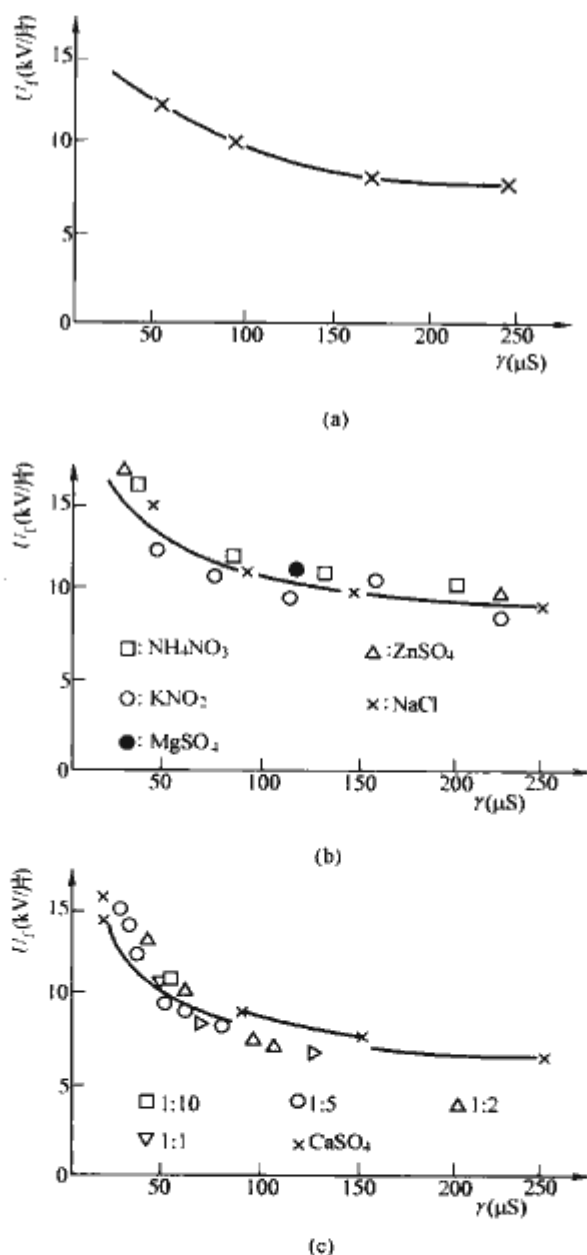 U_f(kV/片)
15
10
5
0
50
100
150
200
250
γ(μS)
(a)
U_f(kV/片)
15
10
5
0
□: NH₄NO₃
△: ZnSO₄
○: KNO₂
×: NaCl
●: MgSO₄
50
100
150
200
250
γ(μS)
(b)
U_f(kV/片)
15
10
5
0
□ 1:10
○ 1:5
△ 1:2
▽ 1:1
× CaSO₄
50
100
150
200
250
γ(μS)
(c)